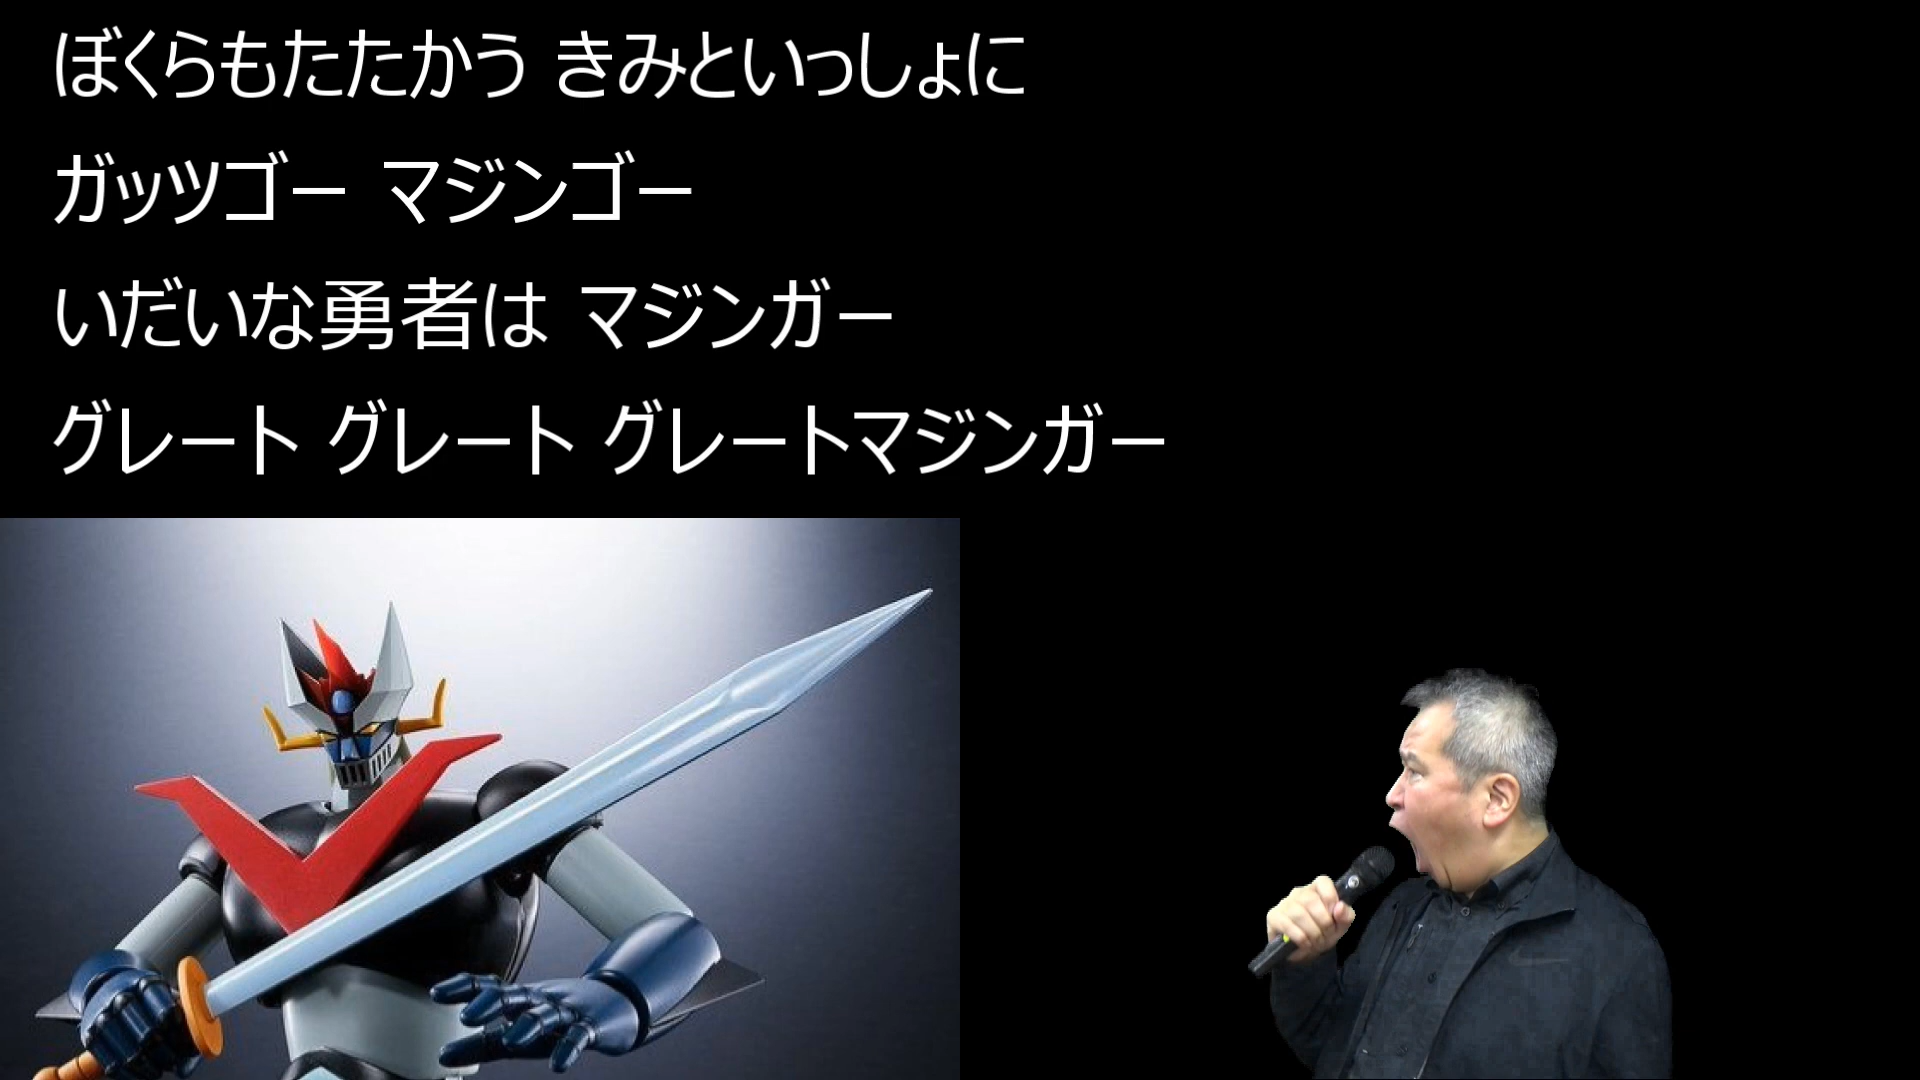 ぼくらもたたかう きみといっしょに
ガッツゴー マジンゴー
いだいな勇者は マジンガー
グレート グレート グレートマジンガー